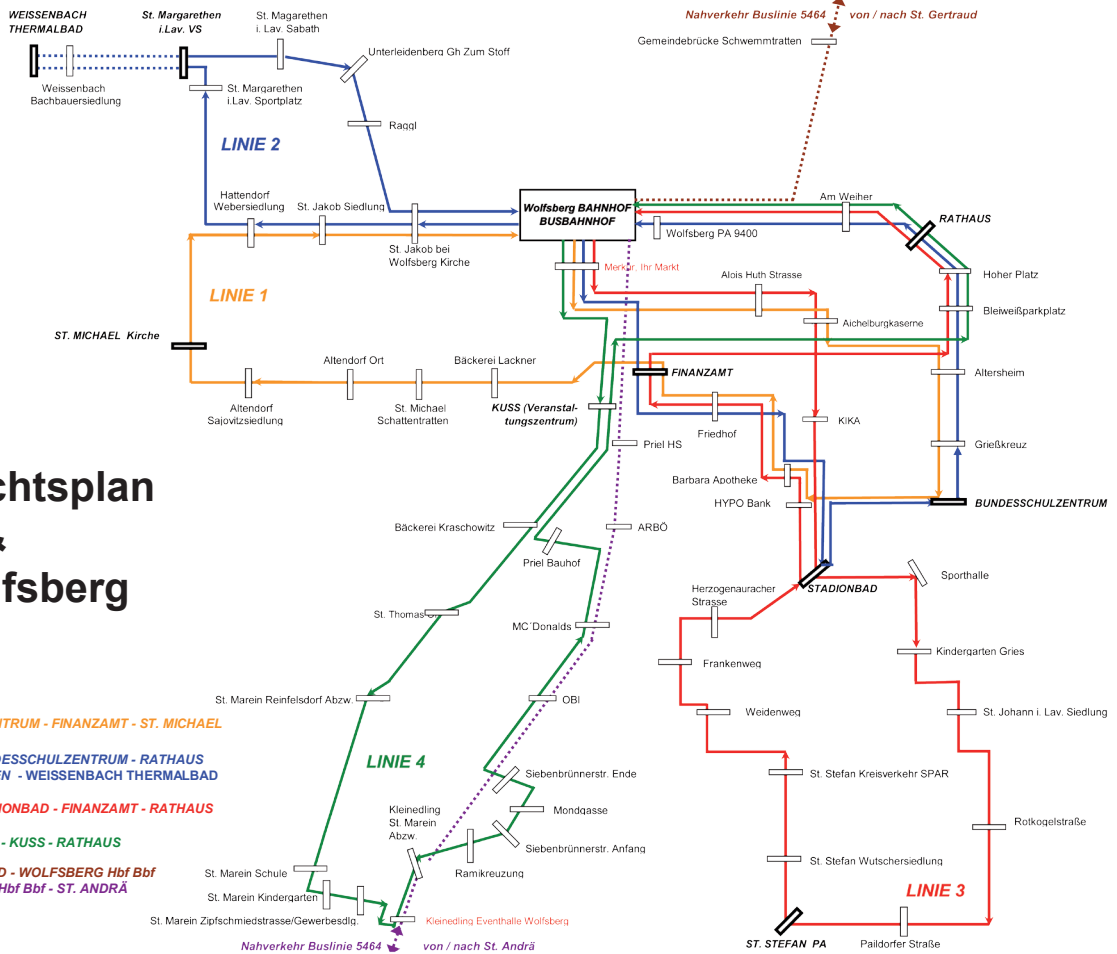 WEISSENBACH
THERMALBAD
St. Margarethen
i.Lav. VS
St. Magarethen
i. Lav. Sabath
Unterleidenberg Gh Zum Stoff
Weissenbach
Bachbauersiedlung
St. Margarethen
i.Lav. Sportplatz
LINIE 2
Raggl
Nahverkehr Buslinie 5464
von / nach St. Gertraud
Gemeindebrücke Schwemmtratten
Hattendorf
Webersiedlung
St. Jakob Siedlung
St. Jakob bei
Wolfsberg Kirche
Wolfsberg BAHNHOF
BUSBAHNHOF
Am Weiher
Wolfsberg PA 9400
RATHAUS
Merkur, Ihr Markt
Alois Huth Strasse
Hoher Platz
LINIE 1
Bleiweißparkplatz
Aichelburgkaserne
ST. MICHAEL Kirche
Altendorf Ort
Bäckerei Lackner
FINANZAMT
Altersheim
Altendorf
Sajovitzsiedlung
St. Michael
Schattentratten
KUSS (Veranstal-
tungszentrum)
Friedhof
KIKA
Priel HS
Grießkreuz
Barbara Apotheke
HYPO Bank
BUNDESSCHULZENTRUM
chtsplan
&
fsberg
Bäckerei Kraschowitz
ARBÖ
Priel Bauhof
STADIONBAD
Sporthalle
Herzogenauracher
Strasse
St. Thomas
MC´Donalds
Kindergarten Gries
Frankenweg
St. Marein Reinfelsdorf Abzw.
OBI
Weidenweg
St. Johann i. Lav. Siedlung
NTRUM - FINANZAMT - ST. MICHAEL
DESSCHULZENTRUM - RATHAUS
EN - WEISSENBACH THERMALBAD
IONBAD - FINANZAMT - RATHAUS
- KUSS - RATHAUS
D - WOLFSBERG Hbf Bbf
Hbf Bbf - ST. ANDRÄ
LINIE 4
Siebenbrünnerstr. Ende
St. Stefan Kreisverkehr SPAR
Kleinedling
St. Marein
Abzw.
Mondgasse
Rotkogelstraße
Siebenbrünnerstr. Anfang
St. Marein Schule
Ramikreuzung
St. Stefan Wutschersiedlung
St. Marein Kindergarten
LINIE 3
St. Marein Zipfschmiedstrasse/Gewerbesdlg.
Kleinedling Eventhalle Wolfsberg
Nahverkehr Buslinie 5464
von / nach St. Andrä
ST. STEFAN PA
Paildorfer Straße